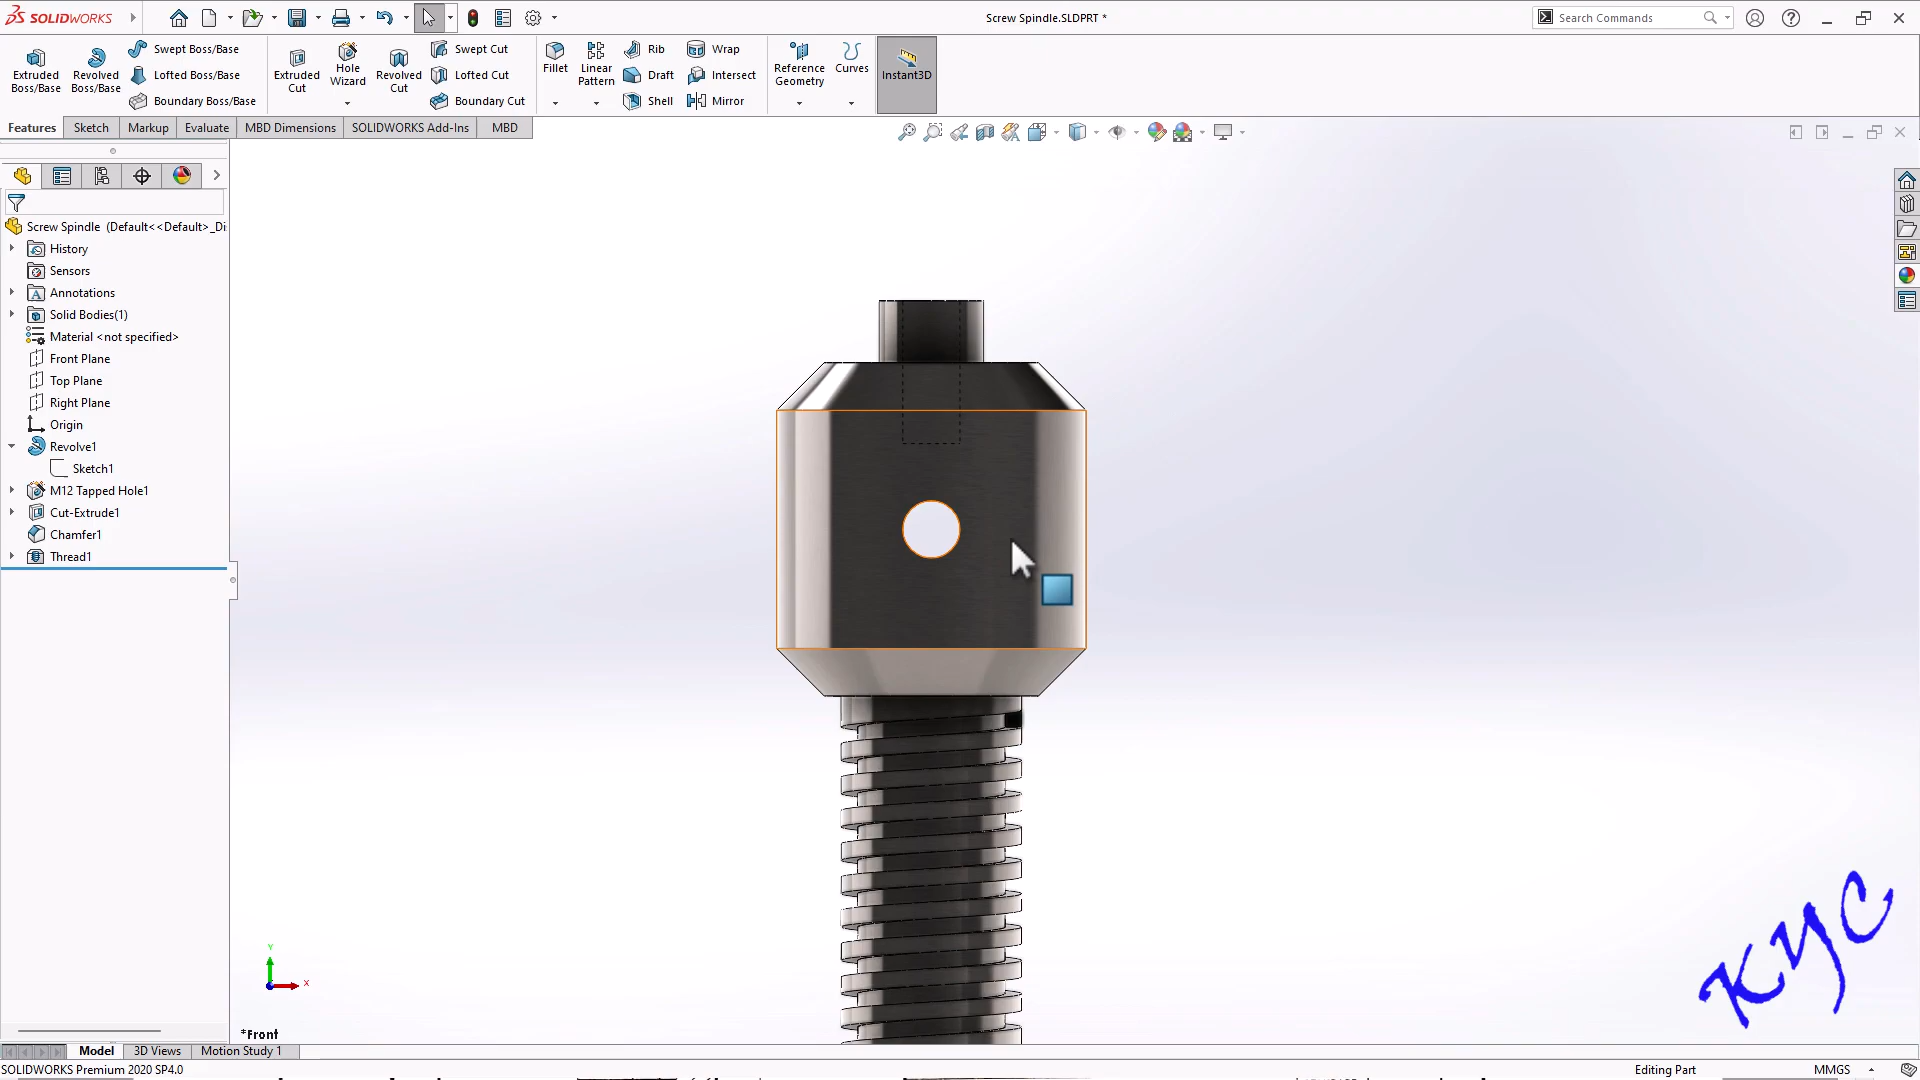 SOLIDWORKS
Screw Spindle.SLDPRT *
Search Commands
Extruded Boss/Base
Revolved Boss/Base
Swept Boss/Base
Lofted Boss/Base
Boundary Boss/Base
Extruded Cut
Hole Wizard
Revolved Cut
Swept Cut
Lofted Cut
Boundary Cut
Fillet
Linear Pattern
Rib
Draft
Shell
Wrap
Intersect
Mirror
Reference Geometry
Curves
Instant3D
Features
Sketch
Markup
Evaluate
MBD Dimensions
SOLIDWORKS Add-Ins
MBD
Screw Spindle (Default<<Default>_Di
History
Sensors
Annotations
Solid Bodies(1)
Material <not specified>
Front Plane
Top Plane
Right Plane
Origin
Revolve1
Sketch1
M12 Tapped Hole1
Cut-Extrude1
Chamfer1
Thread1
Y
X
*Front
KYC
Model
3D Views
Motion Study 1
SOLIDWORKS Premium 2020 SP4.0
Editing Part
MMGS